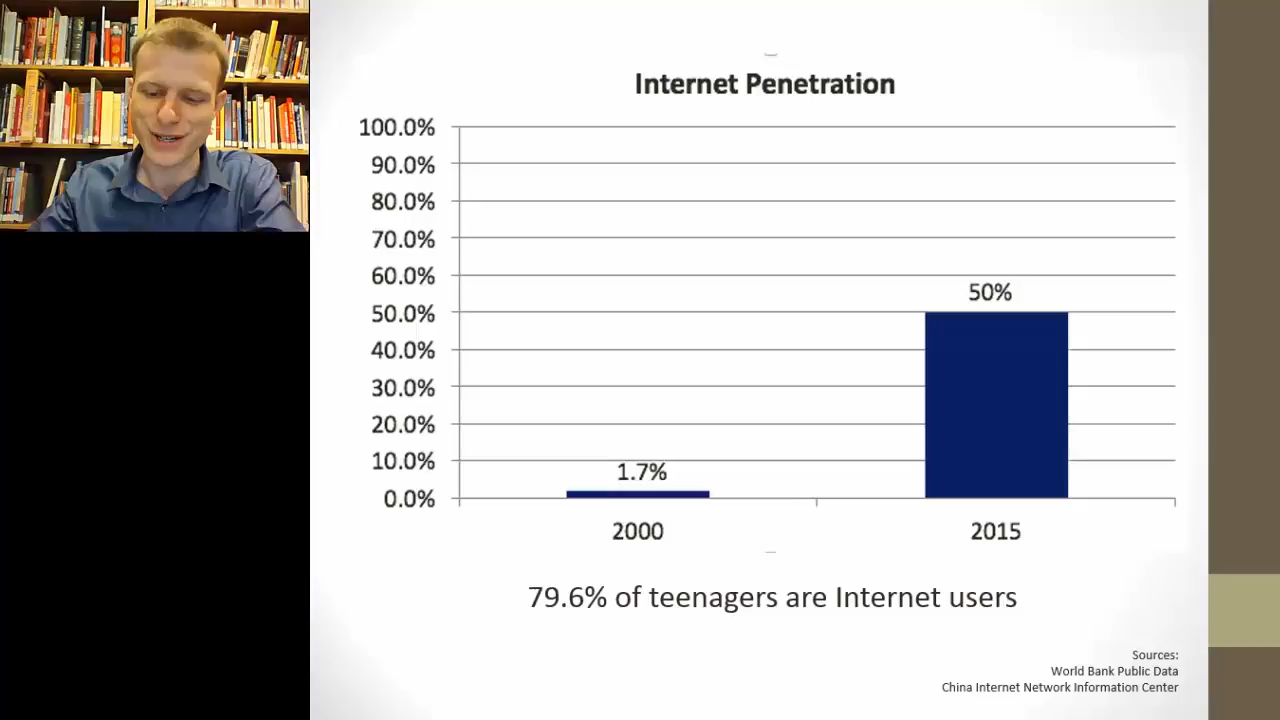 Internet Penetration
100.0%
90.0%
80.0%
70.0%
60.0%
50%
50.0%
40.0%
30.0%
20.0%
10.0%
1.7%
0.0%
2000 2015
79.6% of teenagers are Internet users
Sources:
World Bank Public Data
China Internet Network Information Center